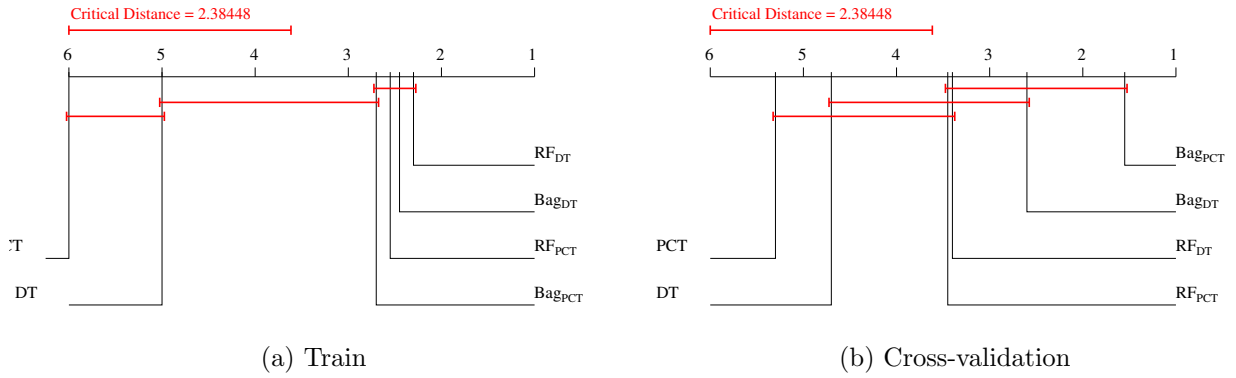 Critical Distance = 2.38448
6 5 4 3 2 1
RF_DT
Bag_DT
CT RF_PCT
DT Bag_PCT
(a) Train
Critical Distance = 2.38448
6 5 4 3 2 1
Bag_PCT
Bag_DT
PCT RF_DT
DT RF_PCT
(b) Cross-validation